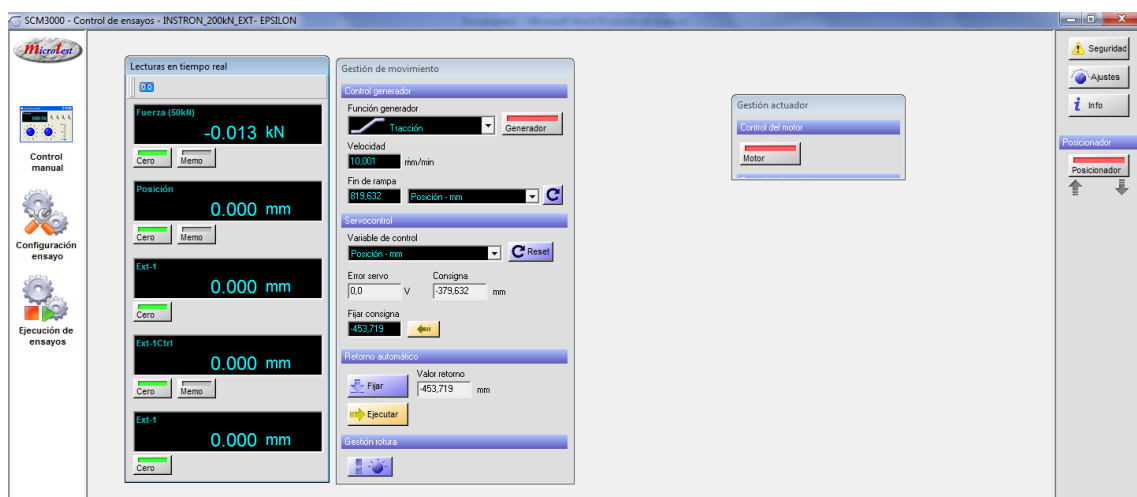 SCM3000 - Control de ensayos - INSTRON_200kN_EXT- EPSILON
Microtest
Control
manual
Configuración
ensayo
Ejecución de
ensayos
Lecturas en tiempo real
0.0
Fuerza (50kN)
-0.013 kN
Cero Memo
Posición
0.000 mm
Cero Memo
Ext-1
0.000 mm
Cero
Ext-1Ctrl
0.000 mm
Cero Memo
Ext-1
0.000 mm
Cero
Gestión de movimiento
Control generador
Función generador
Tracción Generador
Velocidad
10,001 mm/min
Fin de rampa
819,632 Posición - mm
Servocontrol
Variable de control
Posición - mm Reset
Error servo Consigna
0,0 V -379,632 mm
Fijar consigna
-453,719
Retorno automático
Valor retorno
Fijar -453,719 mm
Ejecutar
Gestión rotura
Gestión actuador
Control del motor
Motor
Seguridad
Ajustes
i Info
Posicionador
Posicionador